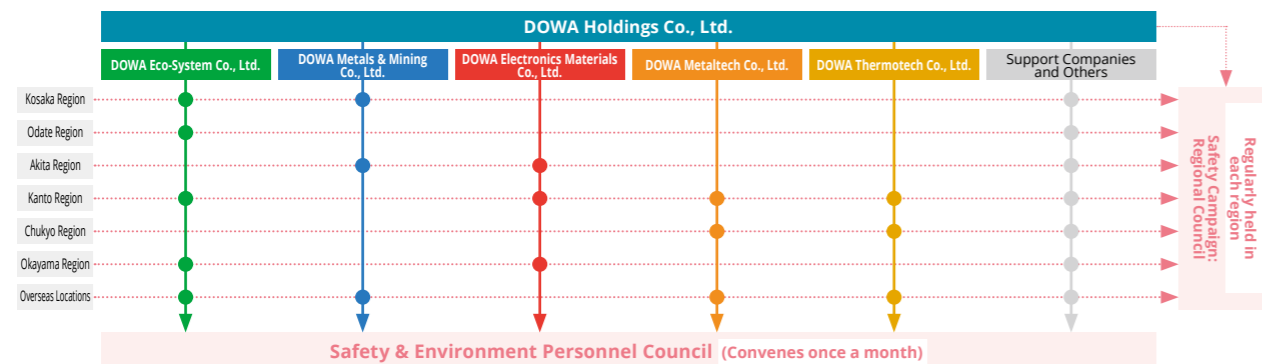 DOWA Holdings Co., Ltd.
DOWA Eco-System Co., Ltd.
DOWA Metals & Mining
Co., Ltd.
DOWA Electronics Materials
Co., Ltd.
DOWA Metaltech Co., Ltd.
DOWA Thermotech Co., Ltd.
Support Companies
and Others
Kosaka Region
Odate Region
Akita Region
Kanto Region
Chukyo Region
Okayama Region
Overseas Locations
Safety Campaign:
Regional Council
Regularly held in
each region
Safety & Environment Personnel Council (Convenes once a month)